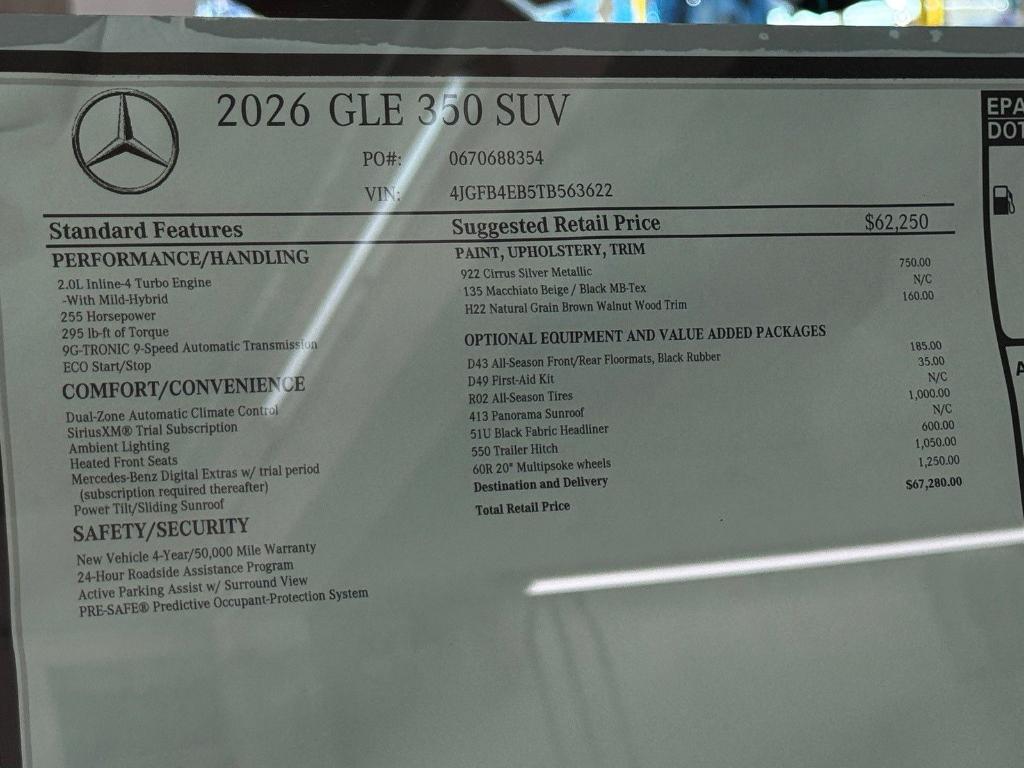 2026 GLE 350 SUV
PO#: 0670688354
VIN: 4JGFB4EB5TB563622
EPA
DOT
Standard Features
PERFORMANCE/HANDLING
2.0L Inline-4 Turbo Engine
-With Mild-Hybrid
255 Horsepower
295 lb-ft of Torque
9G-TRONIC 9-Speed Automatic Transmission
ECO Start/Stop
COMFORT/CONVENIENCE
Dual-Zone Automatic Climate Control
SiriusXM® Trial Subscription
Ambient Lighting
Heated Front Seats
Mercedes-Benz Digital Extras w/ trial period
(subscription required thereafter)
Power Tilt/Sliding Sunroof
SAFETY/SECURITY
New Vehicle 4-Year/50,000 Mile Warranty
24-Hour Roadside Assistance Program
Active Parking Assist w/ Surround View
PRE-SAFE® Predictive Occupant-Protection System
Suggested Retail Price $62,250
PAINT, UPHOLSTERY, TRIM
922 Cirrus Silver Metallic 750.00
135 Macchiato Beige / Black MB-Tex N/C
H22 Natural Grain Brown Walnut Wood Trim 160.00
OPTIONAL EQUIPMENT AND VALUE ADDED PACKAGES
D43 All-Season Front/Rear Floormats, Black Rubber 185.00
D49 First-Aid Kit 35.00
R02 All-Season Tires N/C
413 Panorama Sunroof 1,000.00
51U Black Fabric Headliner N/C
550 Trailer Hitch 600.00
60R 20" Multipsoke wheels 1,050.00
Destination and Delivery 1,250.00
Total Retail Price $67,280.00
A